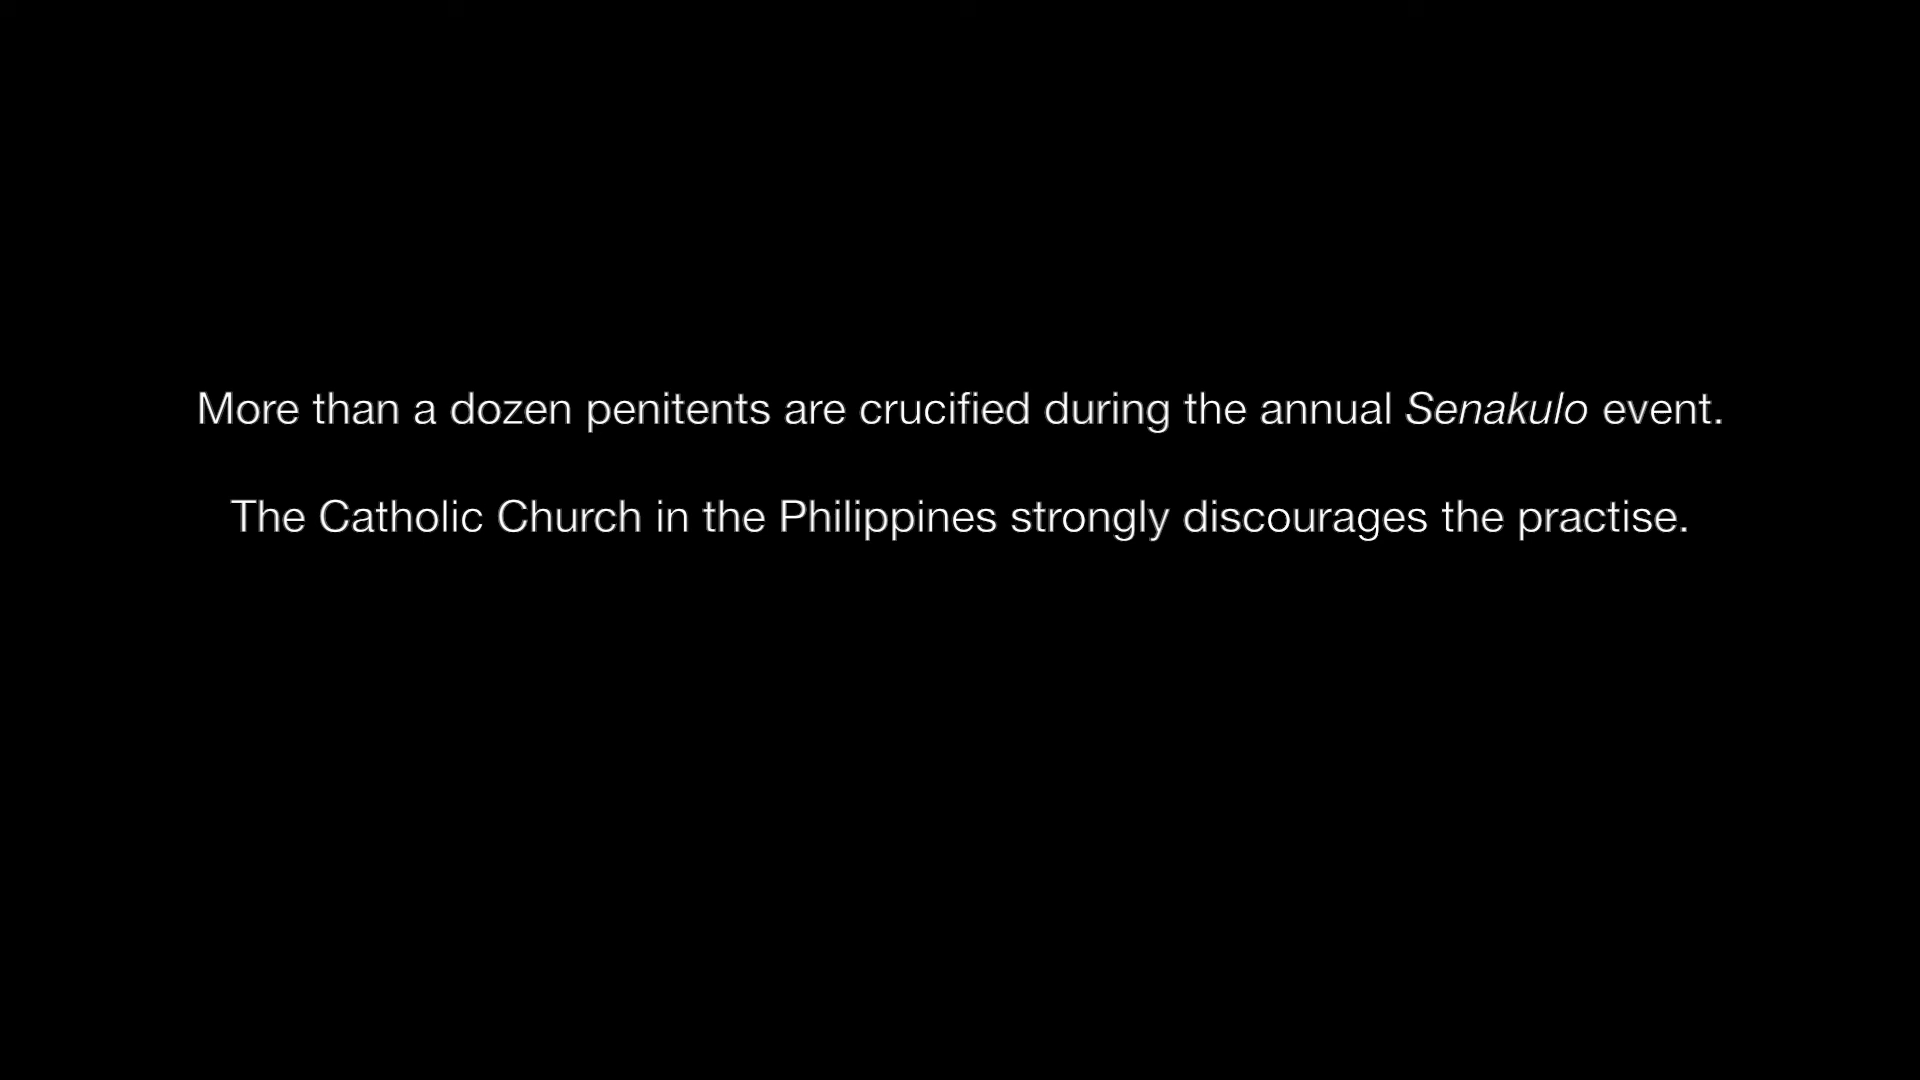 More than a dozen penitents are crucified during the annual Senakulo event.
The Catholic Church in the Philippines strongly discourages the practise.